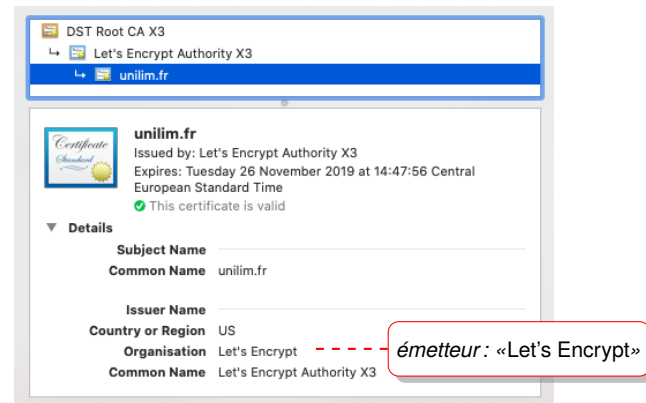 DST Root CA X3
↳ Let's Encrypt Authority X3
↳ unilim.fr
Certificate
Standard
unilim.fr
Issued by: Let's Encrypt Authority X3
Expires: Tuesday 26 November 2019 at 14:47:56 Central
European Standard Time
This certificate is valid
▼ Details
Subject Name
Common Name unilim.fr
Issuer Name
Country or Region US
Organisation Let's Encrypt
émetteur : «Let’s Encrypt»
Common Name Let's Encrypt Authority X3